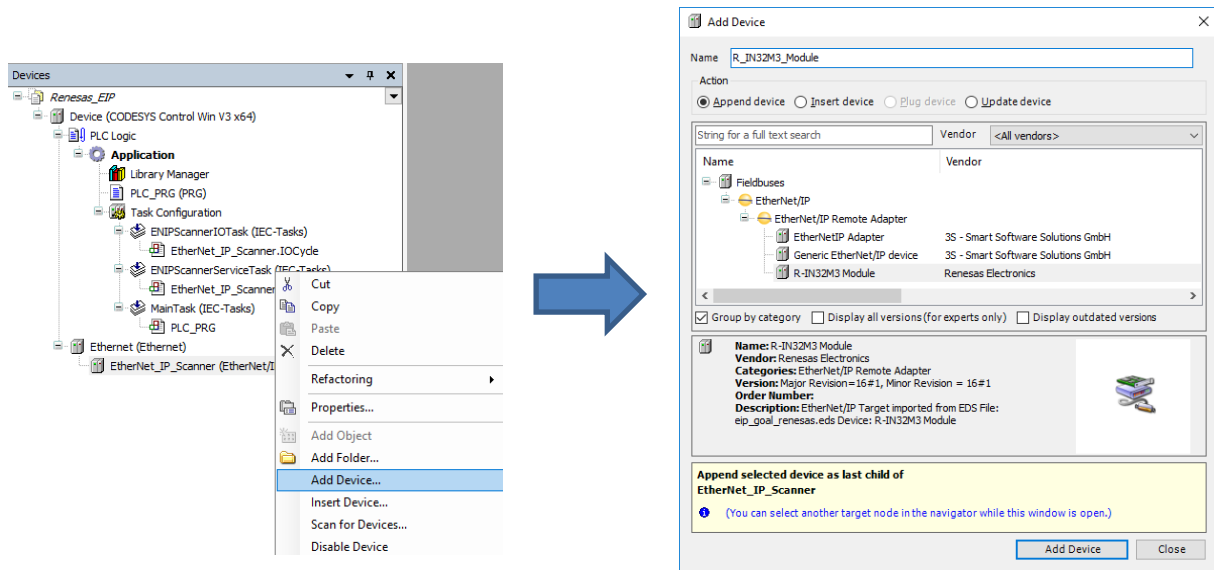 Devices
Renesas_EIP
Device (CODESYS Control Win V3 x64)
PLC Logic
Application
Library Manager
PLC_PRG (PRG)
Task Configuration
ENIPScannerIOTask (IEC-Tasks)
EtherNet_IP_Scanner.IOCycle
ENIPScannerServiceTask (IEC-Tasks)
EtherNet_IP_Scanner
MainTask (IEC-Tasks)
PLC_PRG
Ethernet (Ethernet)
EtherNet_IP_Scanner (EtherNet/I
Cut
Copy
Paste
Delete
Refactoring
Properties...
Add Object
Add Folder...
Add Device...
Insert Device...
Scan for Devices...
Disable Device
Add Device
Name R_IN32M3_Module
Action
Append device Insert device Plug device Update device
String for a full text search Vendor <All vendors>
Name Vendor
Fieldbuses
EtherNet/IP
EtherNet/IP Remote Adapter
EtherNetIP Adapter 3S - Smart Software Solutions GmbH
Generic EtherNet/IP device 3S - Smart Software Solutions GmbH
R-IN32M3 Module Renesas Electronics
Group by category Display all versions (for experts only) Display outdated versions
Name: R-IN32M3 Module
Vendor: Renesas Electronics
Categories: EtherNet/IP Remote Adapter
Version: Major Revision=16#1, Minor Revision = 16#1
Order Number:
Description: EtherNet/IP Target imported from EDS File:
eip_goal_renesas.eds Device: R-IN32M3 Module
Append selected device as last child of
EtherNet_IP_Scanner
(You can select another target node in the navigator while this window is open.)
Add Device Close